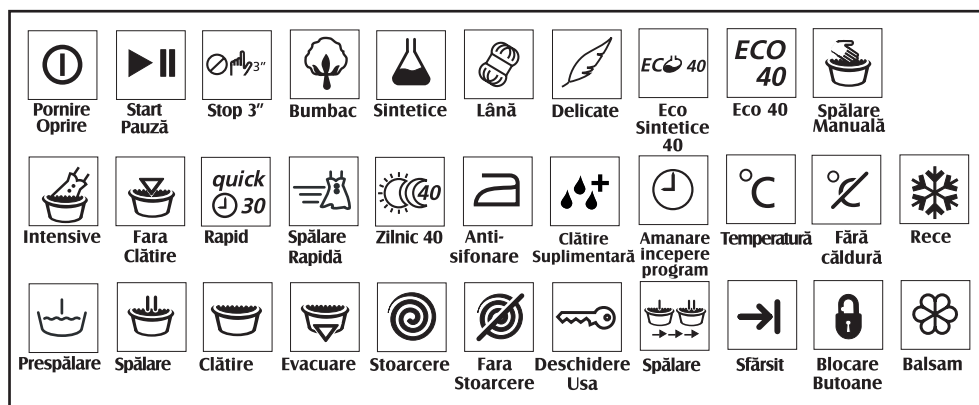 3"
ECO 40
ECO
40
Pornire
Oprire
Start
Pauză
Stop 3"
Bumbac
Sintetice
Lână
Delicate
Eco
Sintetice
40
Eco 40
Spălare
Manuală
quick
30
40
°C
Intensive
Fara
Clătire
Rapid
Spălare
Rapidă
Zilnic 40
Anti-
sifonare
Clătire
Suplimentară
Amanare
incepere
program
Temperatură
Fără
căldură
Rece
Prespălare
Spălare
Clătire
Evacuare
Stoarcere
Fara
Stoarcere
Deschidere
Usa
Spălare
Sfărsit
Blocare
Butoane
Balsam